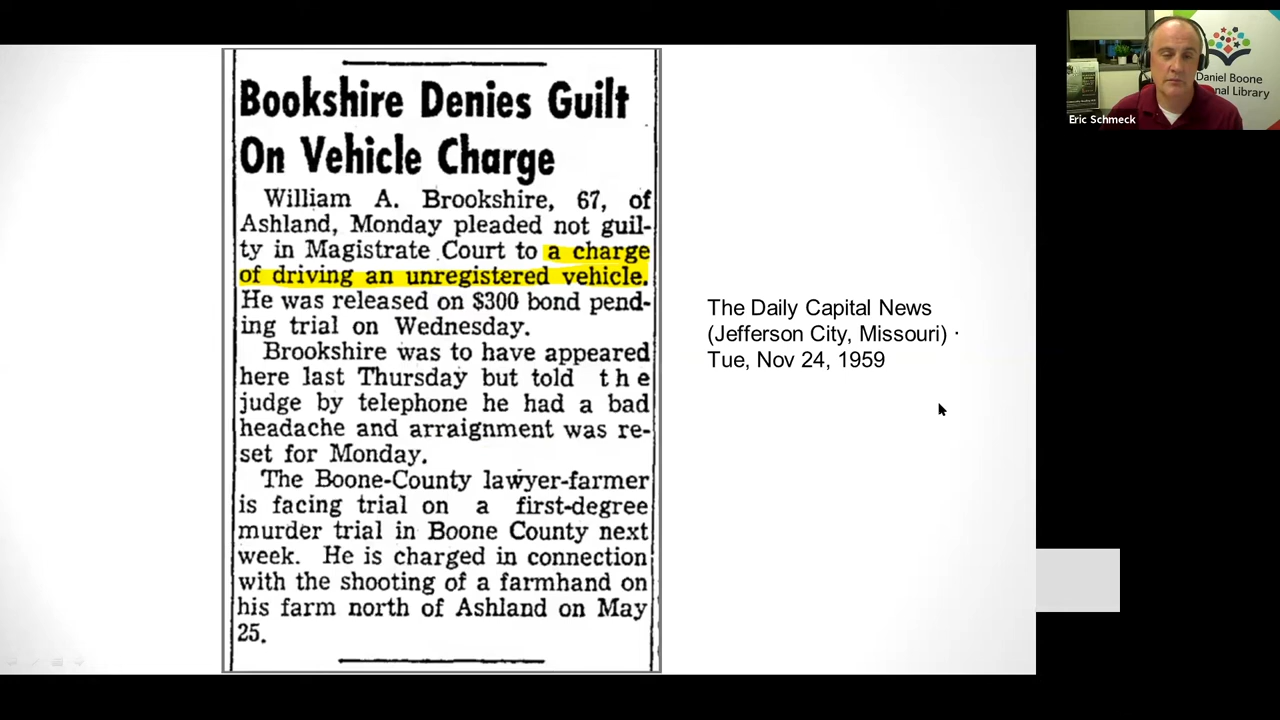 Bookshire Denies Guilt
On Vehicle Charge
William A. Brookshire, 67, of
Ashland, Monday pleaded not guil-
ty in Magistrate Court to a charge
of driving an unregistered vehicle.
He was released on $300 bond pend-
ing trial on Wednesday.
Brookshire was to have appeared
here last Thursday but told the
judge by telephone he had a bad
headache and arraignment was re-
set for Monday.
The Boone-County lawyer-farmer
is facing trial on a first-degree
murder trial in Boone County next
week. He is charged in connection
with the shooting of a farmhand on
his farm north of Ashland on May
25.
The Daily Capital News
(Jefferson City, Missouri) ·
Tue, Nov 24, 1959
Daniel Boone
onal Library
Eric Schmeck